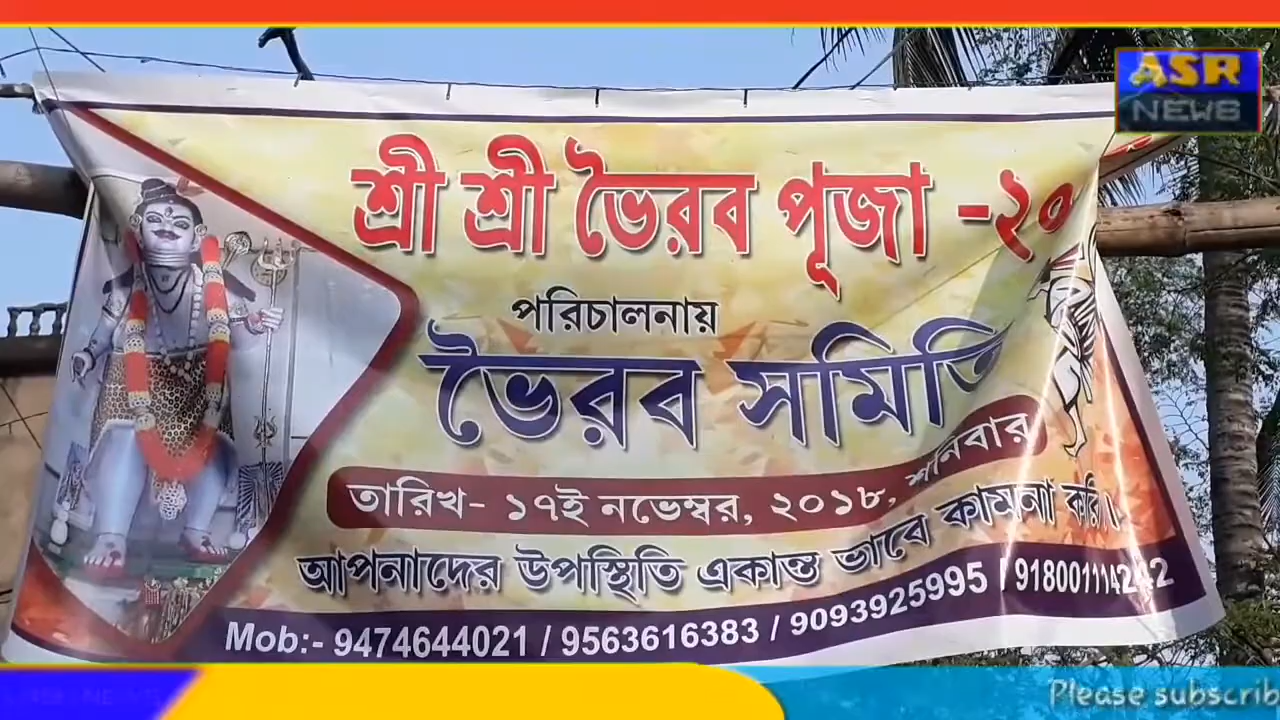 ASR
NEWS
শ্রী শ্রী ভৈরব পূজা -২০
পরিচালনায়
ভৈরব সমিতি
তারিখ- ১৭ই নভেম্বর, ২০১৮, শনিবার
আপনাদের উপস্থিতি একান্ত ভাবে কামনা করি।
Mob:- 9474644021 / 9563616383 / 9093925995 /
Please subscrib